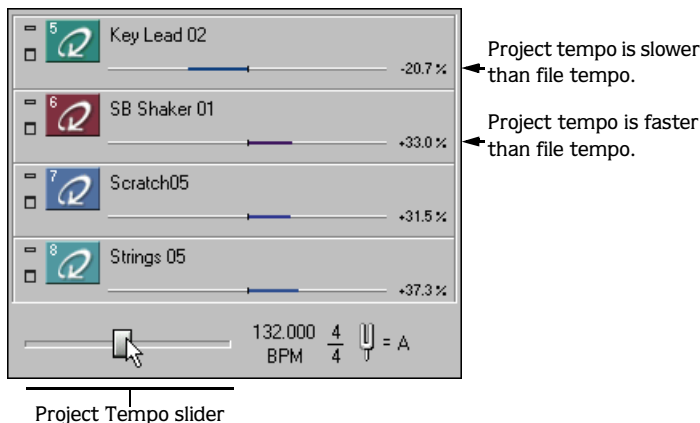 5 Key Lead 02
-20.7 %
Project tempo is slower
than file tempo.
6 SB Shaker 01
+33.0 %
Project tempo is faster
than file tempo.
7 Scratch05
+31.5 %
8 Strings 05
+37.3 %
132.000 4 = A
BPM 4
Project Tempo slider